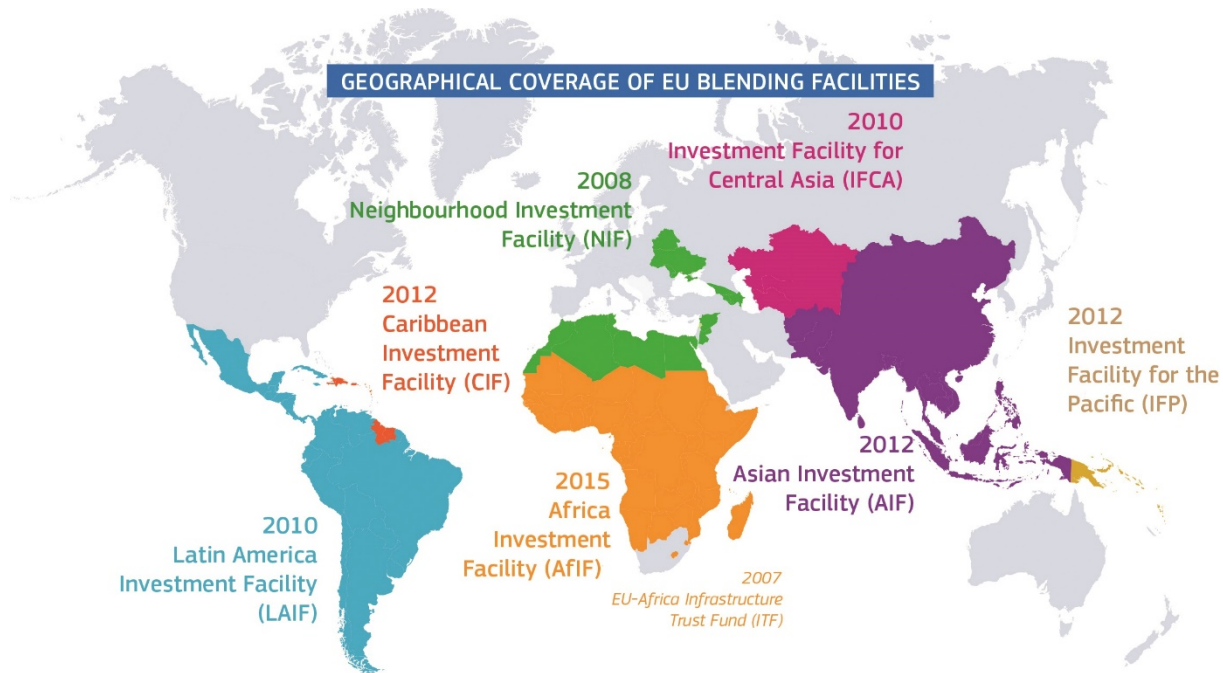 GEOGRAPHICAL COVERAGE OF EU BLENDING FACILITIES
2010
Investment Facility for
Central Asia (IFCA)
2008
Neighbourhood Investment
Facility (NIF)
2012
Caribbean
Investment
Facility (CIF)
2012
Investment
Facility for the
Pacific (IFP)
2012
Asian Investment
Facility (AIF)
2015
Africa
Investment
Facility (AfIF)
2010
Latin America
Investment Facility
(LAIF)
2007
EU-Africa Infrastructure
Trust Fund (ITF)